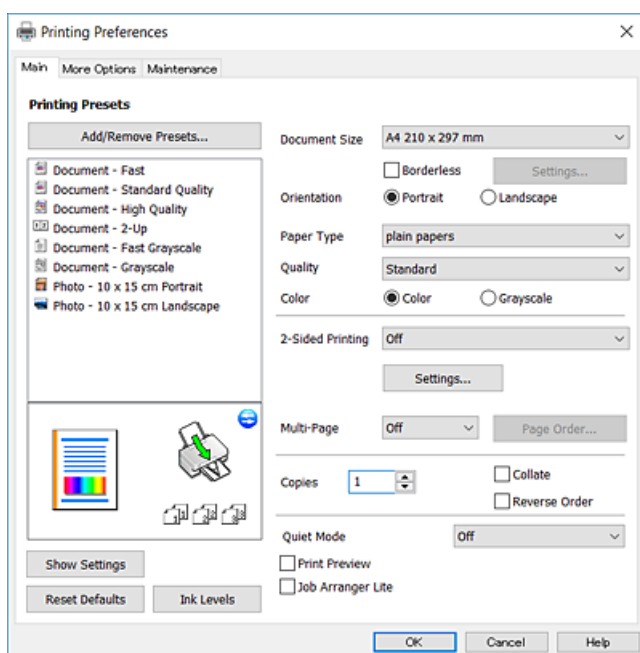 Printing Preferences
Main More Options Maintenance
Printing Presets
Add/Remove Presets...
Document - Fast
Document - Standard Quality
Document - High Quality
Document - 2-Up
Document - Fast Grayscale
Document - Grayscale
Photo - 10 x 15 cm Portrait
Photo - 10 x 15 cm Landscape
Show Settings
Reset Defaults Ink Levels
Document Size A4 210 x 297 mm
Borderless Settings...
Orientation Portrait Landscape
Paper Type plain papers
Quality Standard
Color Color Grayscale
2-Sided Printing Off
Settings...
Multi-Page Off Page Order...
Copies 1 Collate
Reverse Order
Quiet Mode Off
Print Preview
Job Arranger Lite
OK Cancel Help